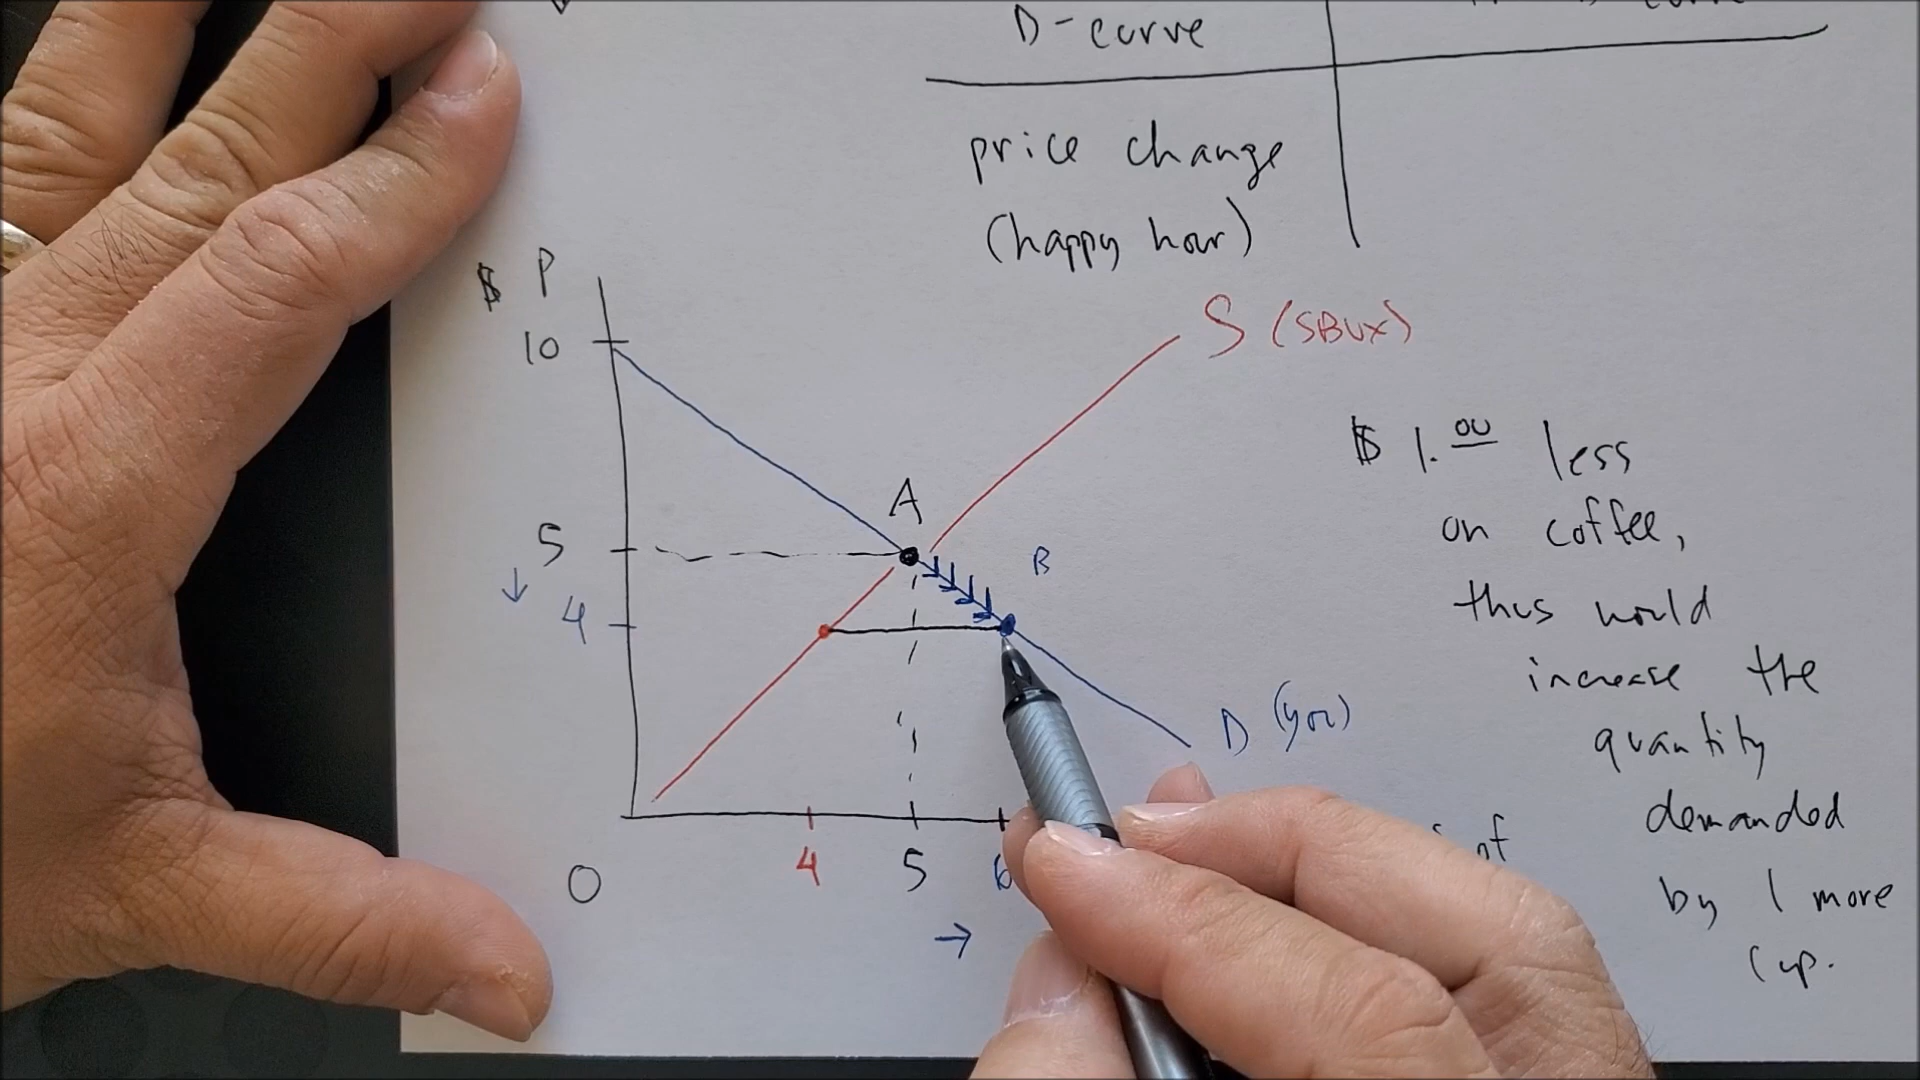 D-curve
price change
(happy hour)
$ P
10
S (SBUX)
$ 1.00 less
on coffee,
A
5
B
thus would
4
increase the
D (you)
quantity
demanded
of
by 1 more
cup.
0
4
5
6